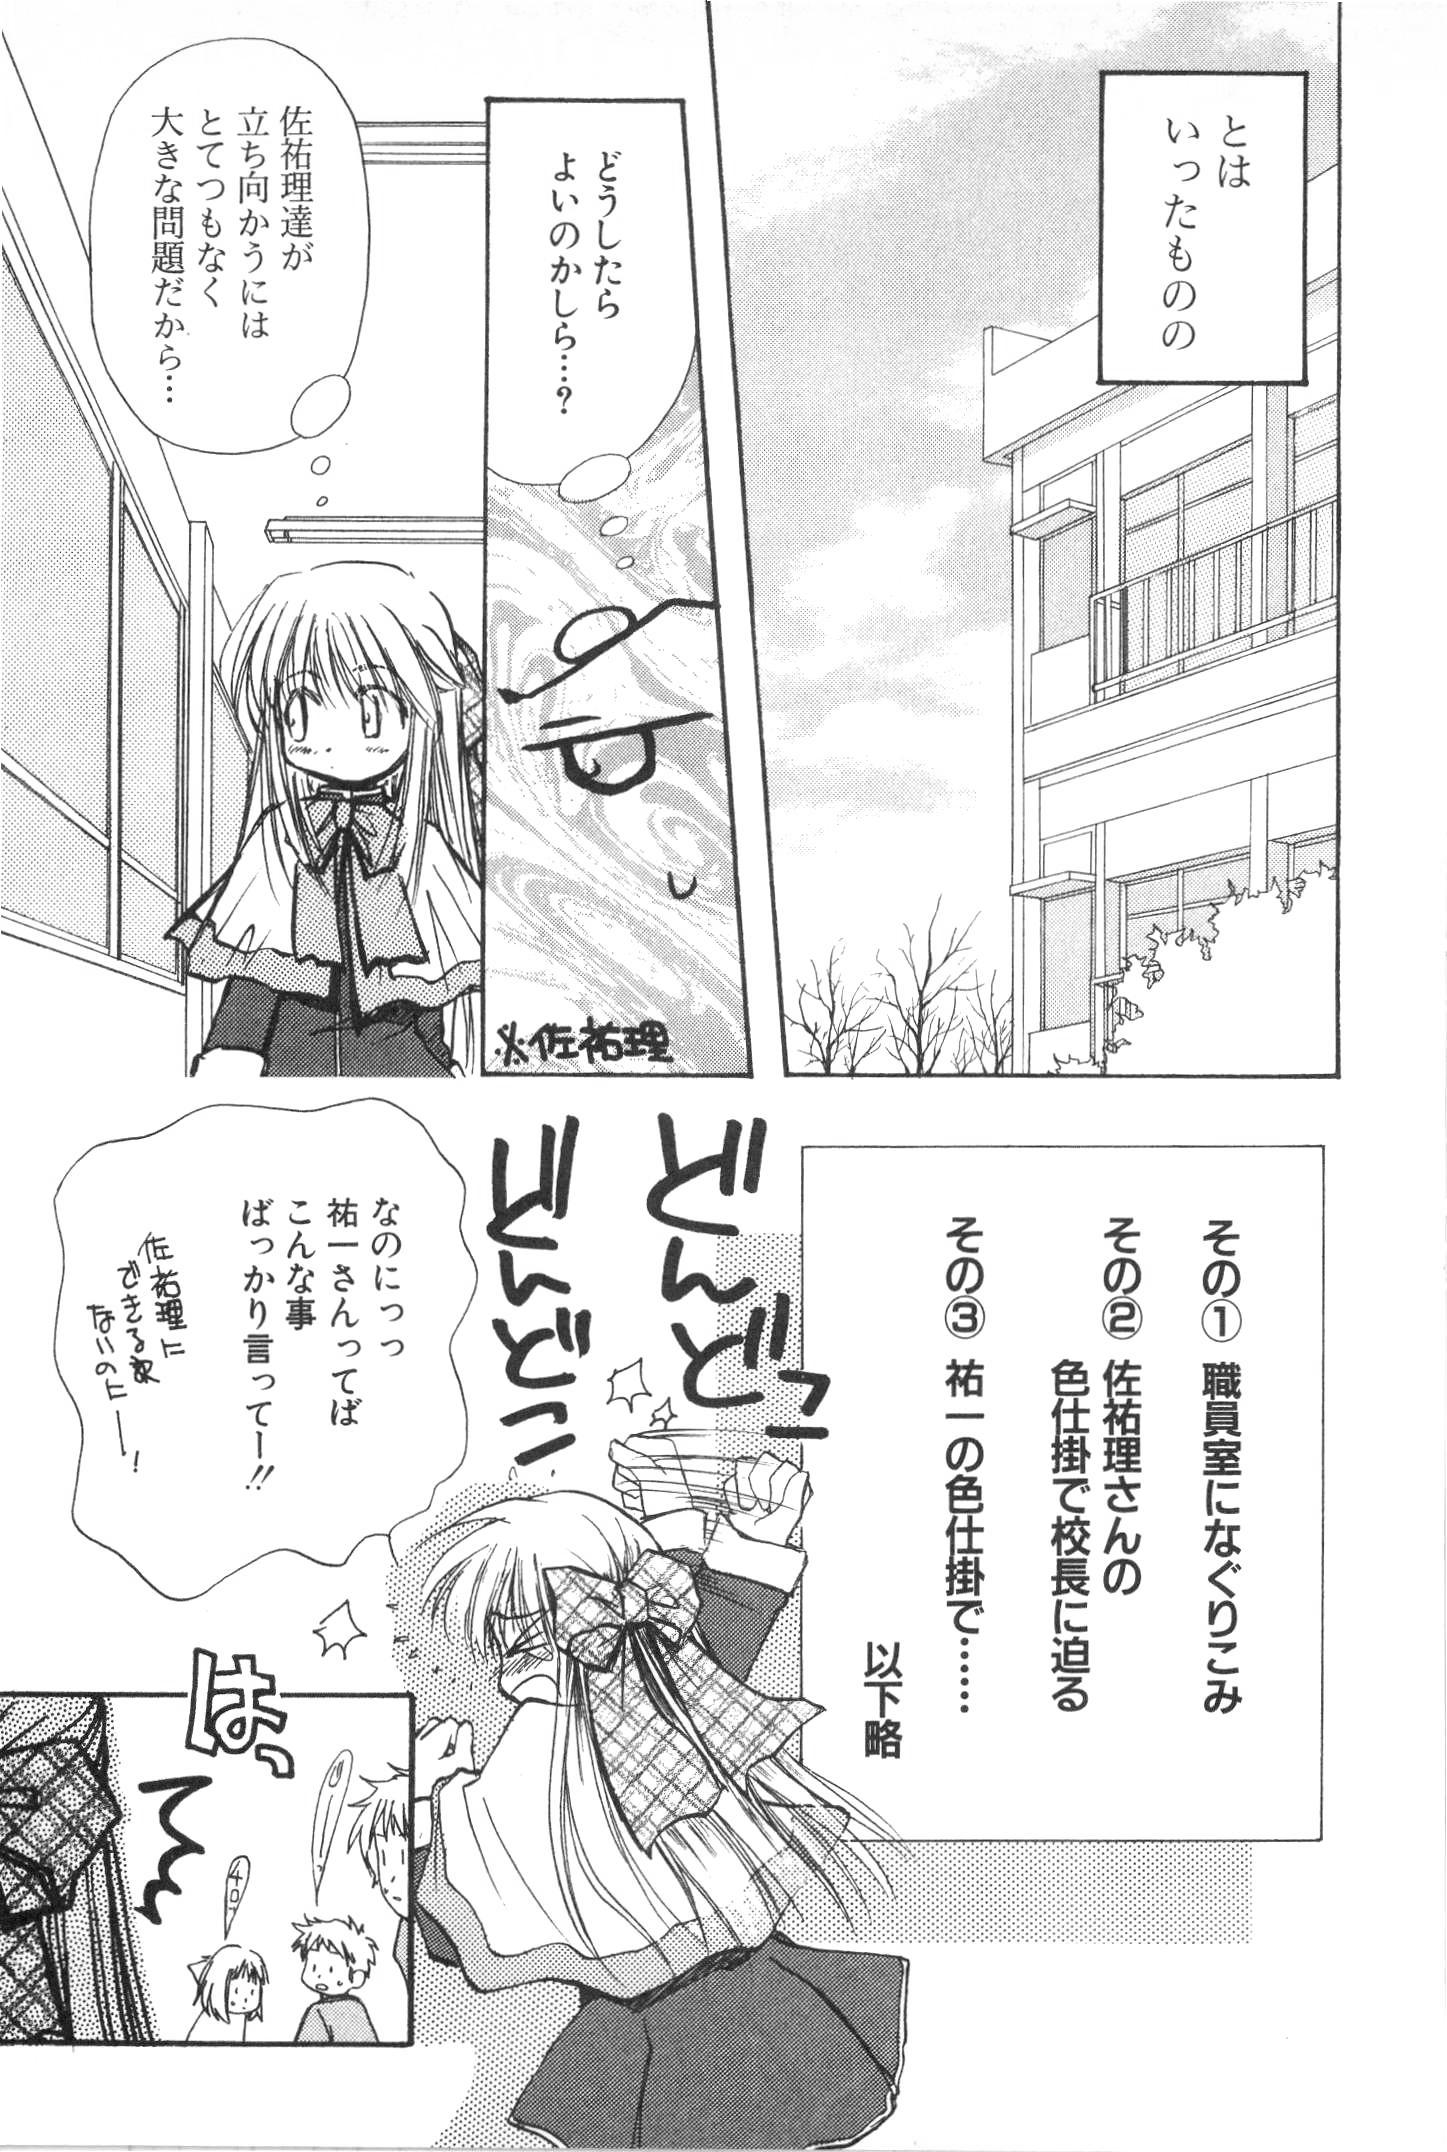 とは
いったものの
どうしたら
よいのかしら…?
※佐祐理
佐祐理達が
立ち向かうには
とてつもなく
大きな問題だから…
その① 職員室になぐりこみ
その② 佐祐理さんの
色仕掛で校長に迫る
その③ 祐一の色仕掛で……
以下略
どんどこ
どんどこ
なのにっっ
祐一さんってば
こんな事
ばっかり言ってー!!
佐祐理に
できる事
ないのにー!
は、